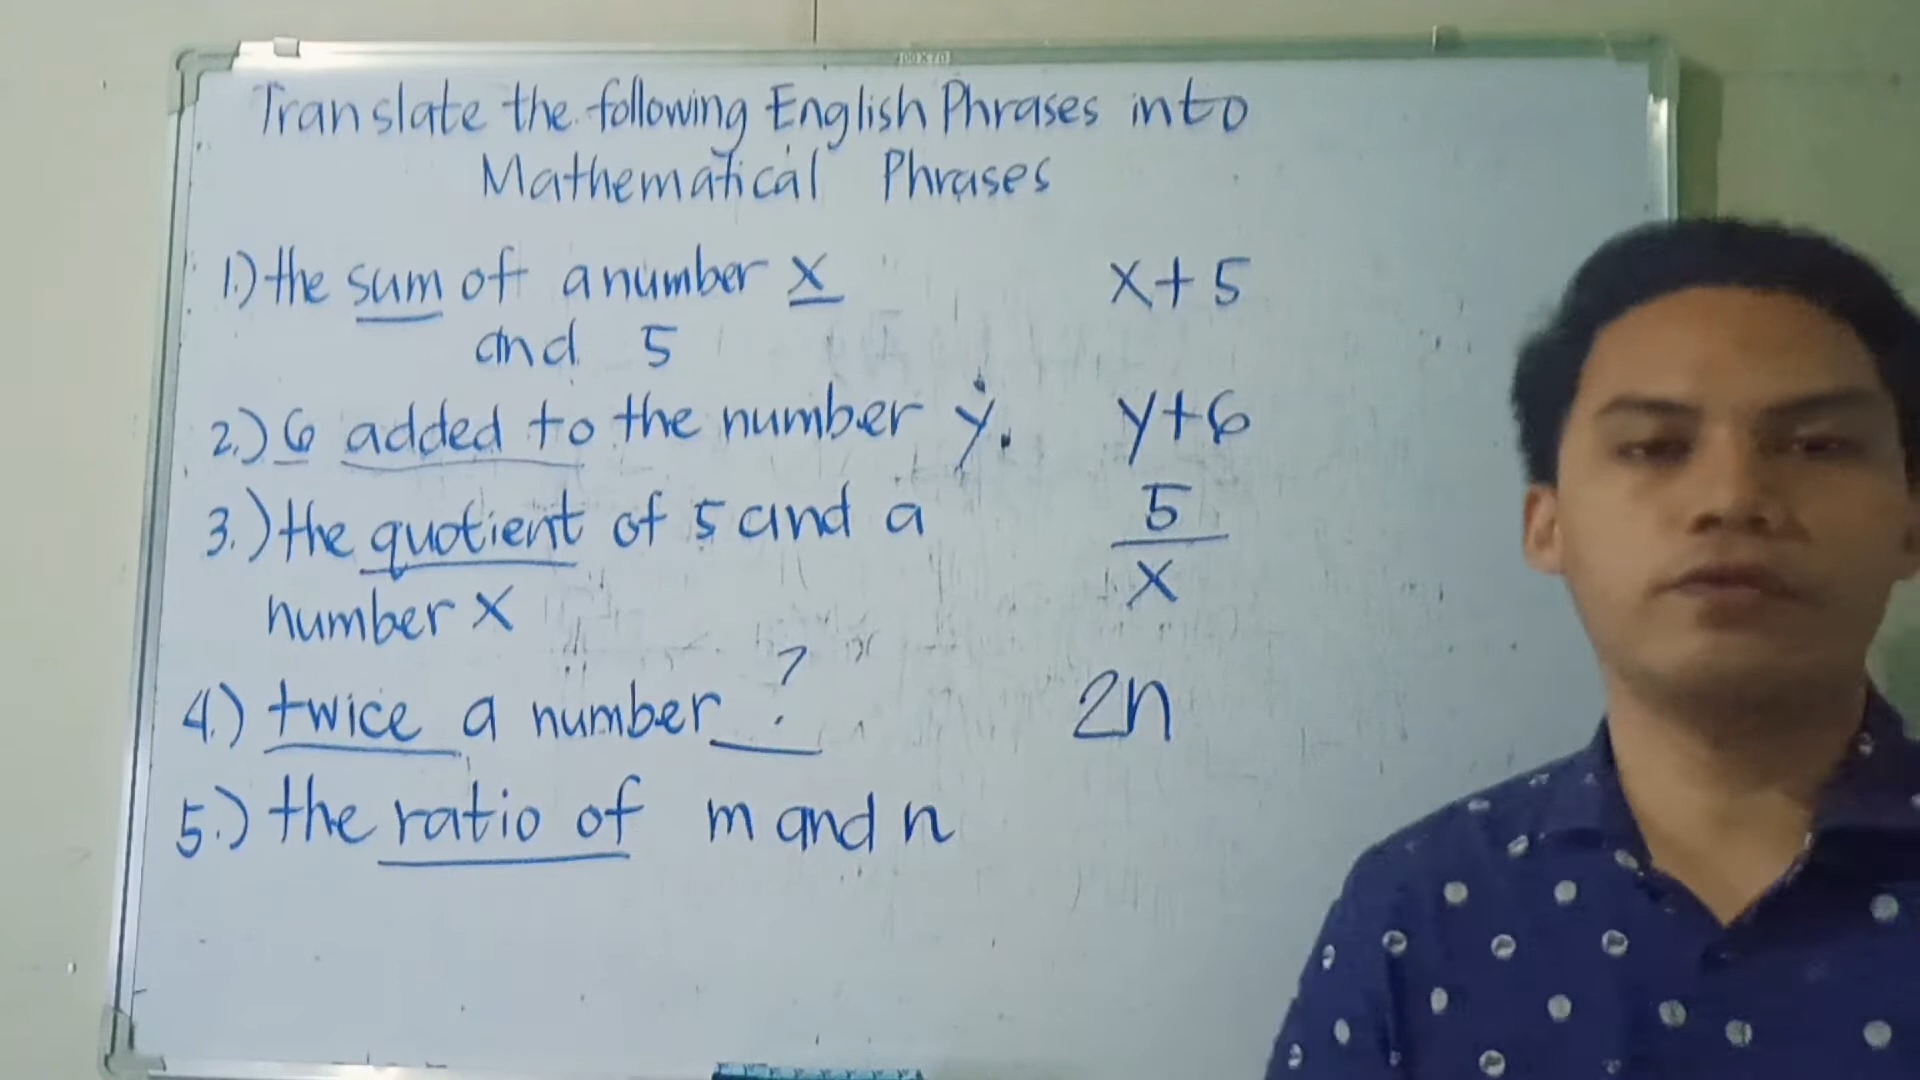 Translate the following English Phrases into
Mathematical Phrases
1.) the sum of a number x x+5
and 5
2.) 6 added to the number y. y+6
3.) the quotient of 5 and a 5
number x x
4.) twice a number ? 2n
5.) the ratio of m and n